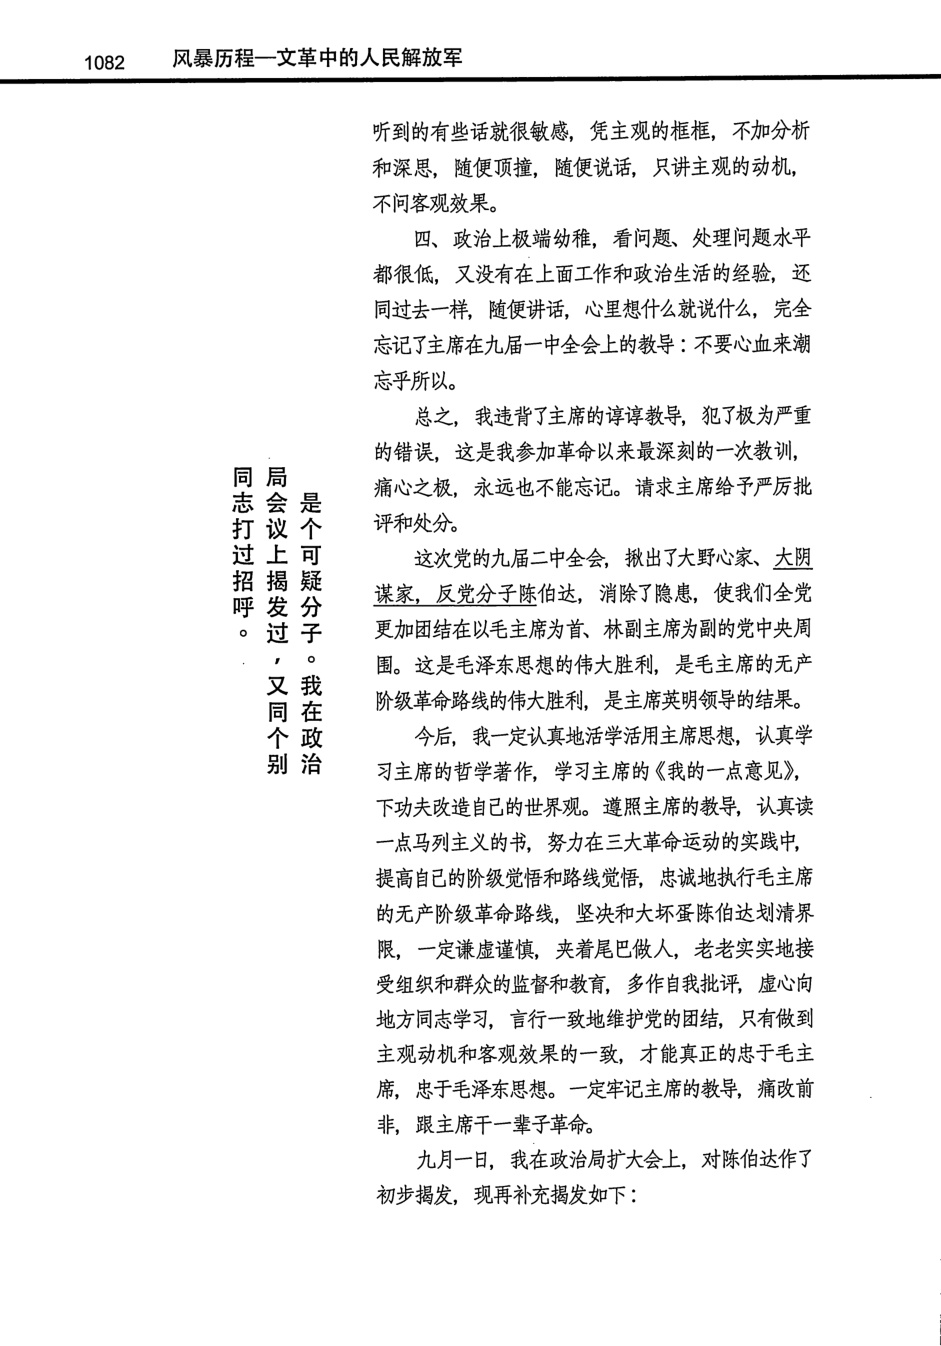 1082 风暴历程—文革中的人民解放军
听到的有些话就很敏感，凭主观的框框，不加分析
和深思，随便顶撞，随便说话，只讲主观的动机，
不问客观效果。
四、政治上极端幼稚，看问题、处理问题水平
都很低，又没有在上面工作和政治生活的经验，还
同过去一样，随便讲话，心里想什么就说什么，完全
忘记了主席在九届一中全会上的教导：不要心血来潮
忘乎所以。
总之，我违背了主席的谆谆教导，犯了极为严重
的错误，这是我参加革命以来最深刻的一次教训，
痛心之极，永远也不能忘记。请求主席给予严厉批
评和处分。
这次党的九届二中全会，揪出了大野心家、大阴
谋家，反党分子陈伯达，消除了隐患，使我们全党
更加团结在以毛主席为首、林副主席为副的党中央周
围。这是毛泽东思想的伟大胜利，是毛主席的无产
阶级革命路线的伟大胜利，是主席英明领导的结果。
今后，我一定认真地活学活用主席思想，认真学
习主席的哲学著作，学习主席的《我的一点意见》，
下功夫改造自己的世界观。遵照主席的教导，认真读
一点马列主义的书，努力在三大革命运动的实践中，
提高自己的阶级觉悟和路线觉悟，忠诚地执行毛主席
的无产阶级革命路线，坚决和大坏蛋陈伯达划清界
限，一定谦虚谨慎，夹着尾巴做人，老老实实地接
受组织和群众的监督和教育，多作自我批评，虚心向
地方同志学习，言行一致地维护党的团结，只有做到
主观动机和客观效果的一致，才能真正的忠于毛主
席，忠于毛泽东思想。一定牢记主席的教导，痛改前
非，跟主席干一辈子革命。
九月一日，我在政治局扩大会上，对陈伯达作了
初步揭发，现再补充揭发如下：
是个可疑分子。我在政治
局会议上揭发过，又同个别
同志打过招呼。